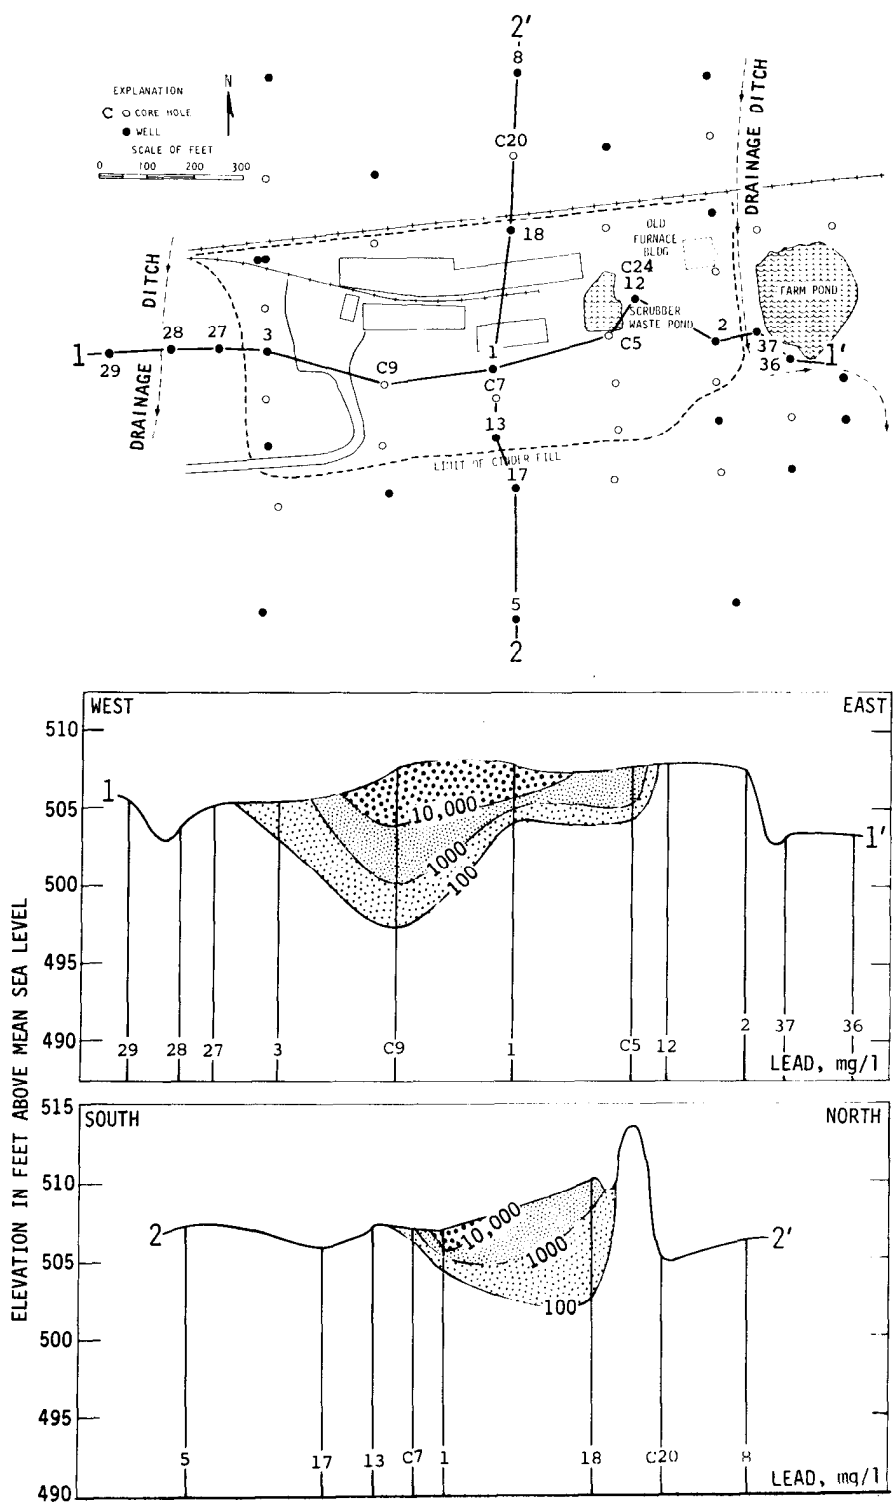 2'
8
EXPLANATION
N
C ○ CORE HOLE
● WELL
SCALE OF FEET
0 100 200 300
C20
DRAINAGE DITCH
18
OLD
FURNACE
BLDG
C24
12
SCRUBBER
WASTE POND
FARM POND
DRAINAGE DITCH
1
29
28
27
3
C9
1
C7
C5
2
37
36
1'
13
LIMIT OF CINDER FILL
17
5
2
WEST EAST
510
505
500
495
490
1 1'
10,000
1000
100
29 28 27 3 C9 1 C5 12 2 37 36
LEAD, mg/l
ELEVATION IN FEET ABOVE MEAN SEA LEVEL
515
SOUTH NORTH
510
505
500
495
490
2 2'
10,000
1000
100
5 17 13 C7 1 18 C20 8
LEAD, mg/l